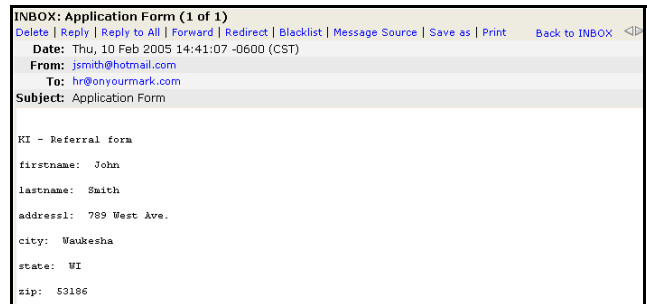 INBOX: Application Form (1 of 1)
Delete | Reply | Reply to All | Forward | Redirect | Blacklist | Message Source | Save as | Print Back to INBOX
Date: Thu, 10 Feb 2005 14:41:07 -0600 (CST)
From: jsmith@hotmail.com
To: hr@onyourmark.com
Subject: Application Form
KI - Referral form
firstname: John
lastname: Smith
address1: 789 West Ave.
city: Waukesha
state: WI
zip: 53186